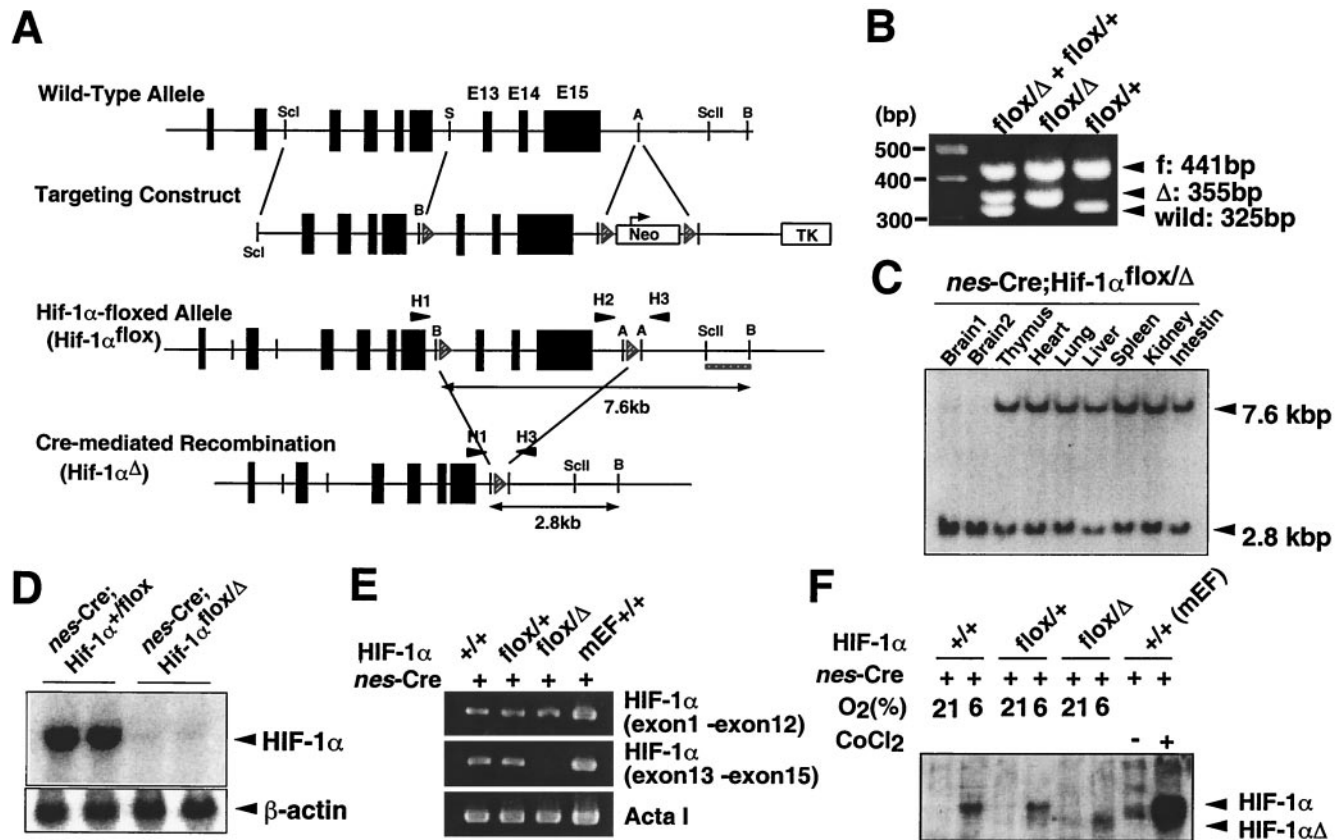 A
Wild-Type Allele
ScI
S
E13 E14 E15
A
ScII
B
Targeting Construct
ScI
B
Neo
TK
Hif-1α-floxed Allele
(Hif-1α^flox)
H1
H2
H3
B
A
A
ScII
B
7.6kb
Cre-mediated Recombination
(Hif-1α^Δ)
H1
H3
ScII
B
2.8kb
B
flox/Δ + flox/+
flox/Δ
flox/+
(bp)
500
400
300
f: 441bp
Δ: 355bp
wild: 325bp
C
nes-Cre;Hif-1α^flox/Δ
Brain1
Brain2
Thymus
Heart
Lung
Liver
Spleen
Kidney
Intestin
7.6 kbp
2.8 kbp
D
nes-Cre;
Hif-1α^+/flox
nes-Cre;
Hif-1α^flox/Δ
HIF-1α
β-actin
E
HIF-1α +/+ flox/+ flox/Δ mEF+/+
nes-Cre + + + +
HIF-1α
(exon1 -exon12)
HIF-1α
(exon13 -exon15)
Acta I
F
HIF-1α +/+ flox/+ flox/Δ +/+ (mEF)
nes-Cre + + + + + + + +
O2(%) 21 6 21 6 21 6
CoCl2 - +
HIF-1α
HIF-1αΔ